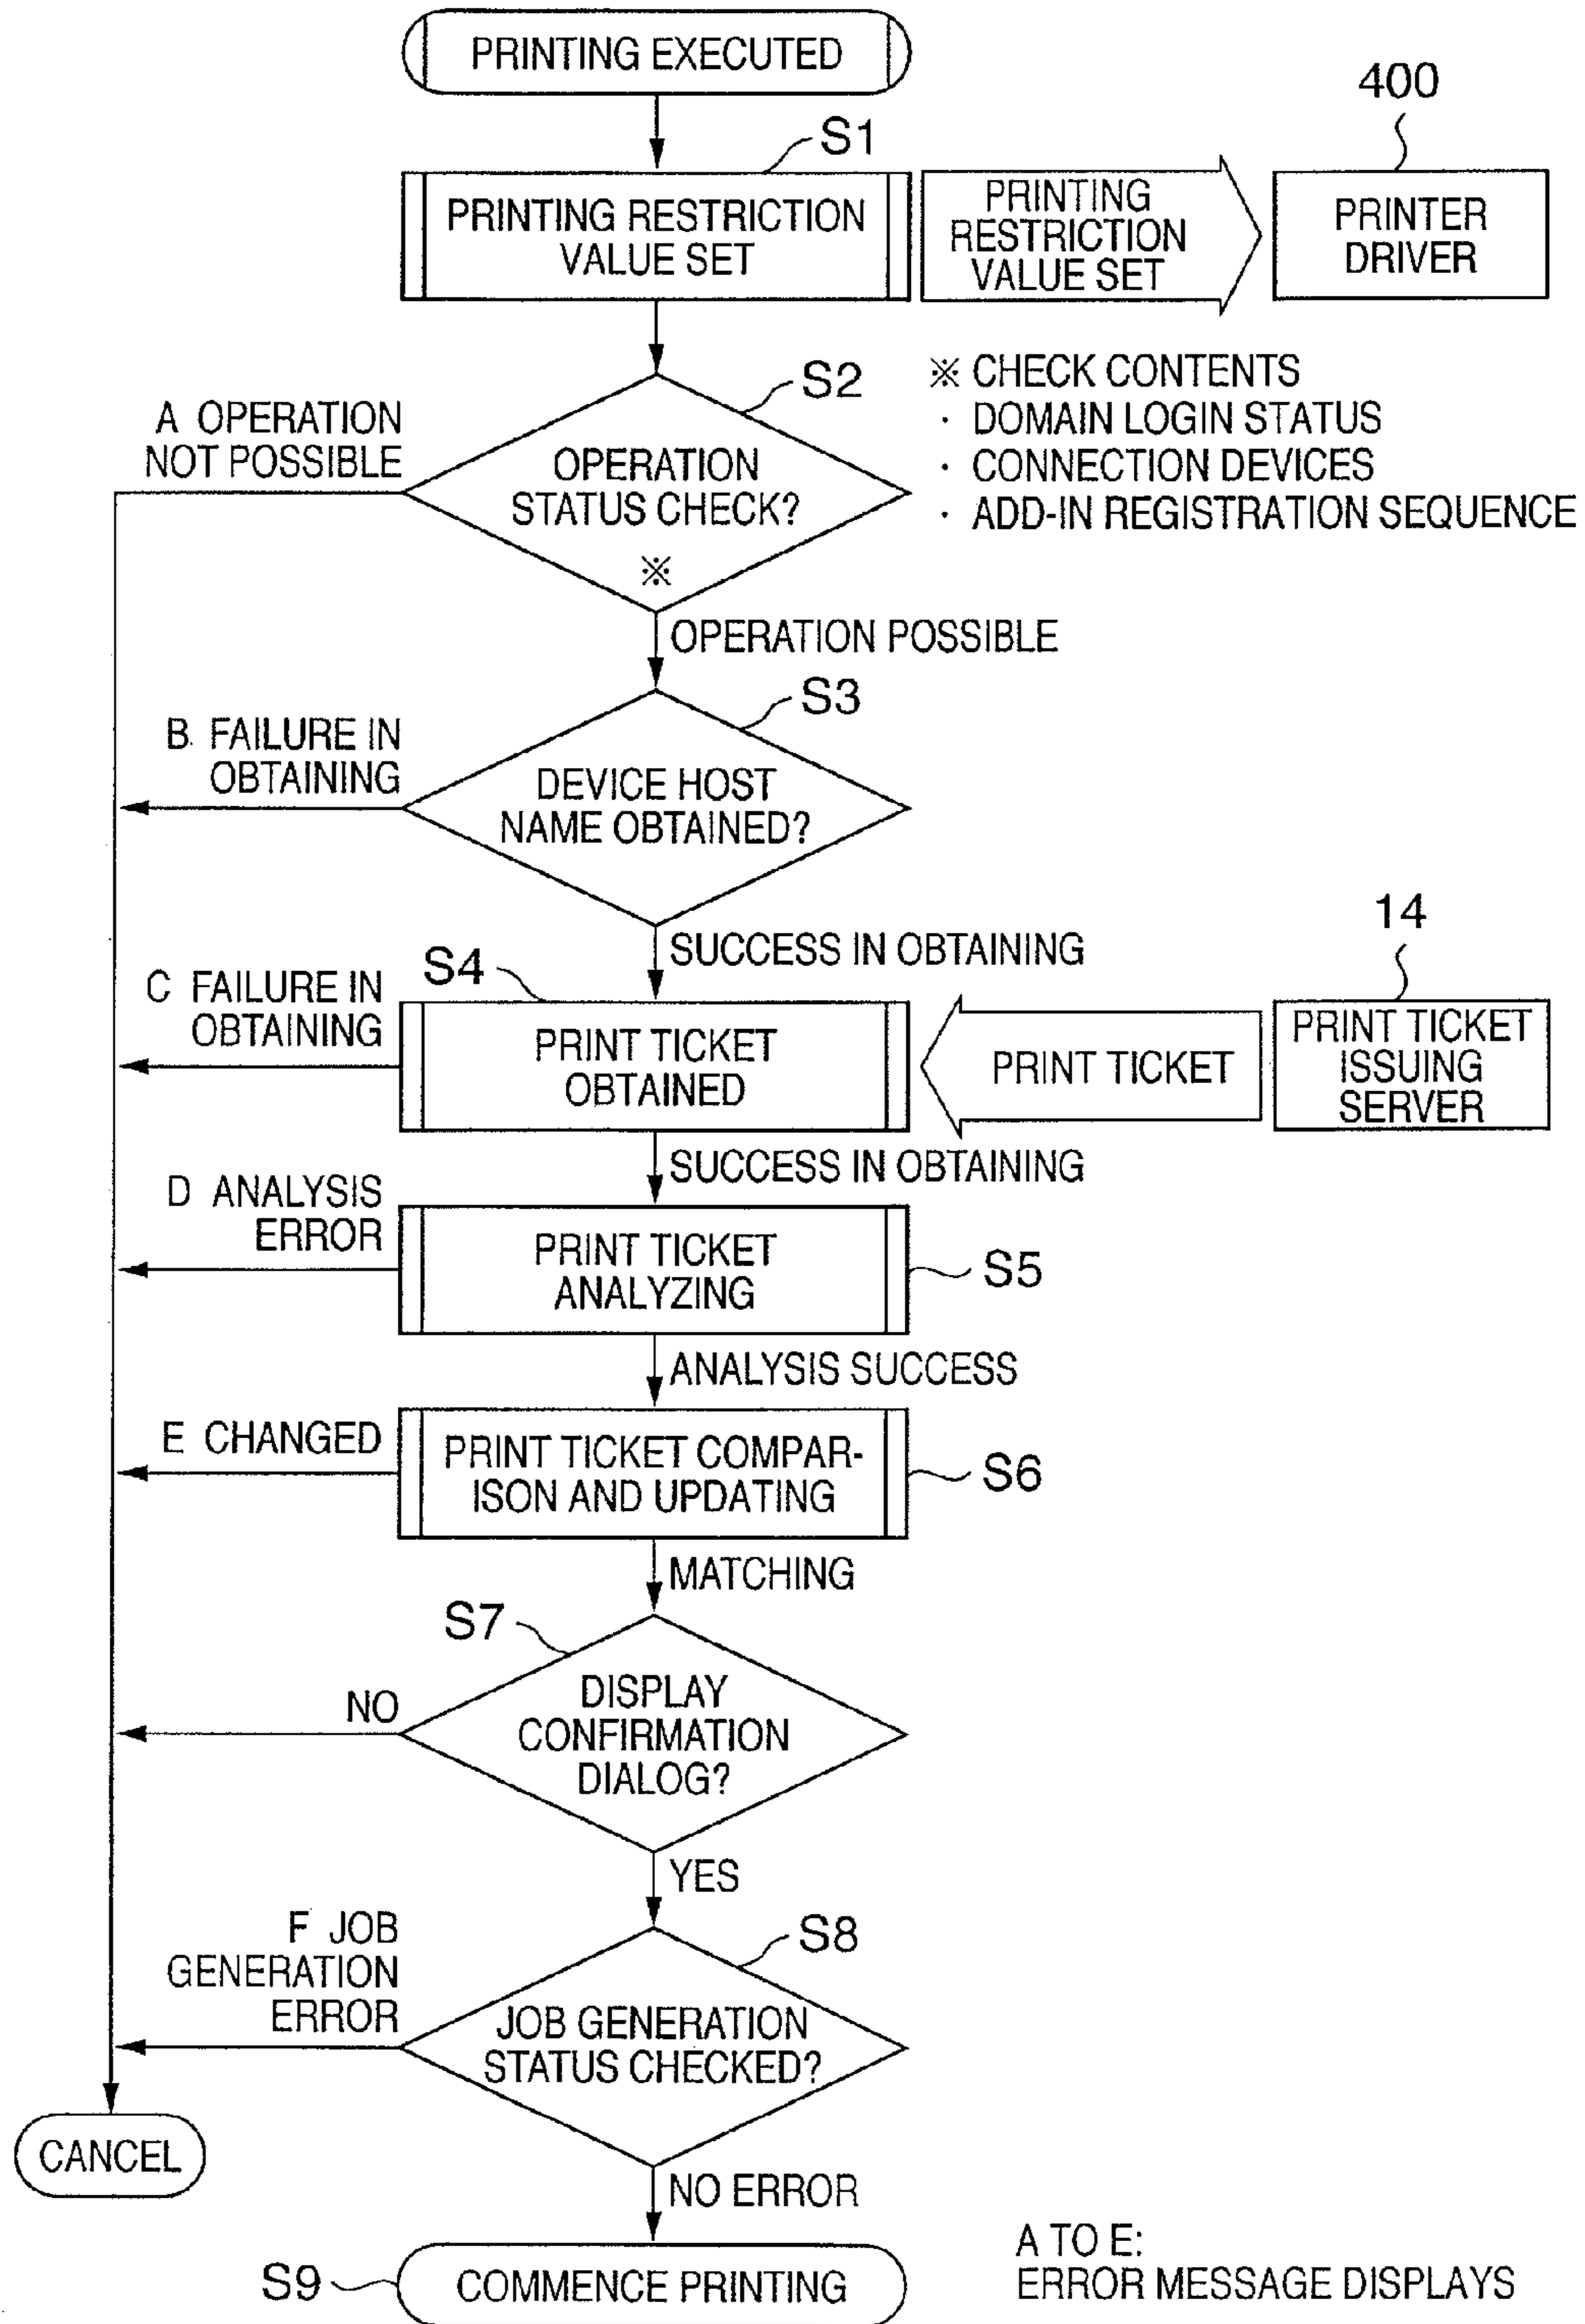 PRINTING EXECUTED
400
S1
PRINTING RESTRICTION
VALUE SET
PRINTING
RESTRICTION
VALUE SET
PRINTER
DRIVER
S2
※ CHECK CONTENTS
· DOMAIN LOGIN STATUS
· CONNECTION DEVICES
· ADD-IN REGISTRATION SEQUENCE
A OPERATION
NOT POSSIBLE
OPERATION
STATUS CHECK?
※
OPERATION POSSIBLE
S3
B. FAILURE IN
OBTAINING
DEVICE HOST
NAME OBTAINED?
SUCCESS IN OBTAINING
14
S4
C FAILURE IN
OBTAINING
PRINT TICKET
OBTAINED
PRINT TICKET
PRINT TICKET
ISSUING
SERVER
SUCCESS IN OBTAINING
D ANALYSIS
ERROR
PRINT TICKET
ANALYZING
S5
ANALYSIS SUCCESS
E CHANGED
PRINT TICKET COMPAR-
ISON AND UPDATING
S6
MATCHING
S7
NO
DISPLAY
CONFIRMATION
DIALOG?
YES
S8
F JOB
GENERATION
ERROR
JOB GENERATION
STATUS CHECKED?
CANCEL
NO ERROR
S9
COMMENCE PRINTING
A TO E:
ERROR MESSAGE DISPLAYS